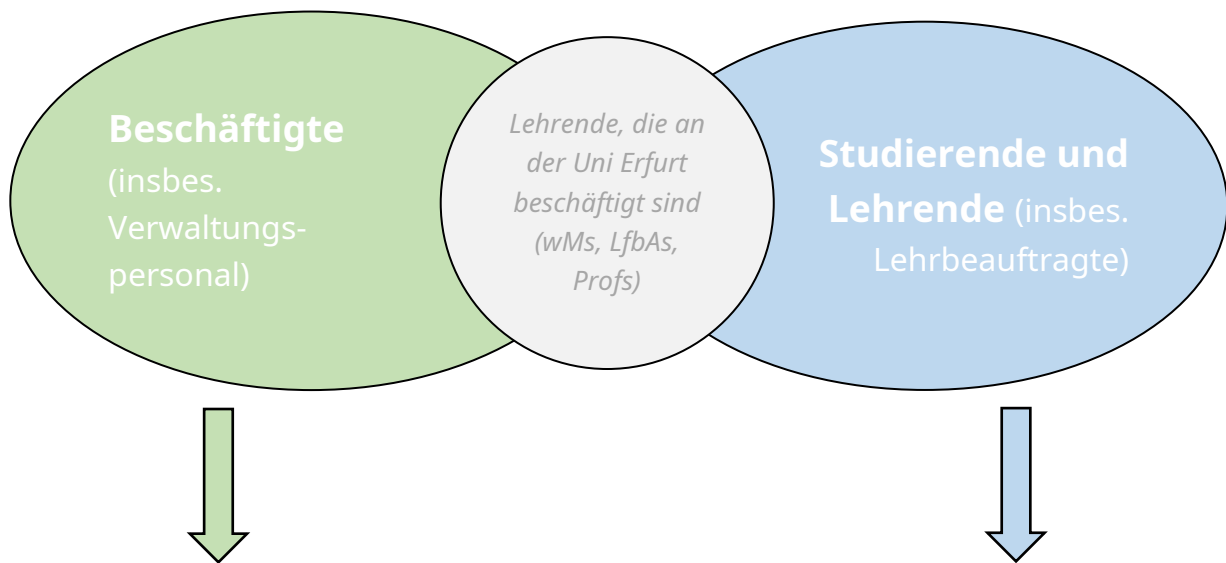 Beschäftigte
(insbes.
Verwaltungs-
personal)
Lehrende, die an
der Uni Erfurt
beschäftigt sind
(wMs, LfbAs,
Profs)
Studierende und
Lehrende (insbes.
Lehrbeauftragte)